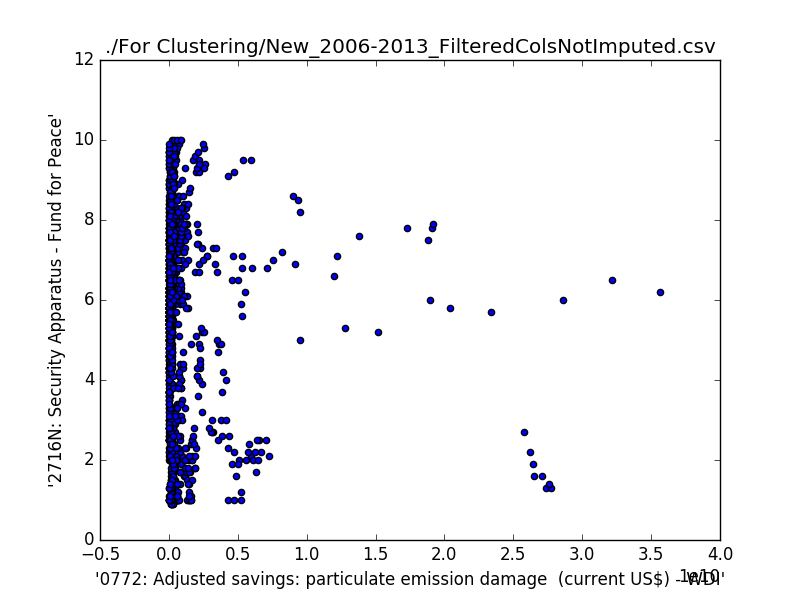 ./For Clustering/New_2006-2013_FilteredColsNotImputed.csv
12
10
8
6
4
2
0
'2716N: Security Apparatus - Fund for Peace'
−0.5 0.0 0.5 1.0 1.5 2.0 2.5 3.0 3.5 4.0
1e10
'0772: Adjusted savings: particulate emission damage (current US$) - WDI'